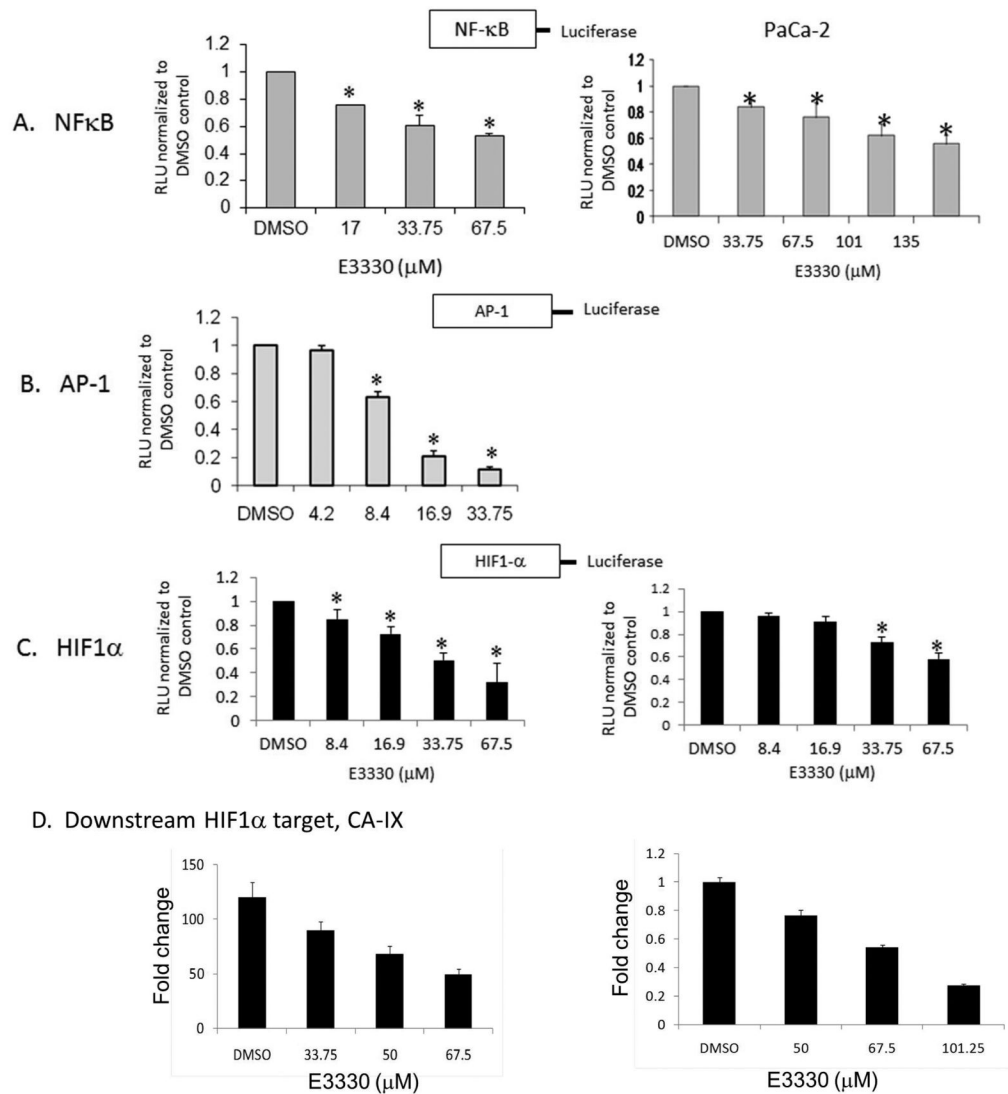 NF-κB Luciferase PaCa-2
A. NFκB
RLU normalized to
DMSO control
1.2
1
0.8
0.6
0.4
0.2
0
DMSO 17 33.75 67.5
E3330 (μM)
* * *
RLU normalized to
DMSO control
1.2
1
0.8
0.6
0.4
0.2
0
DMSO 33.75 67.5 101 135
E3330 (μM)
* * * *
AP-1 Luciferase
B. AP-1
RLU normalized to
DMSO control
1.2
1
0.8
0.6
0.4
0.2
0
DMSO 4.2 8.4 16.9 33.75
* * *
HIF1-α Luciferase
C. HIF1α
RLU normalized to
DMSO control
1.2
1
0.8
0.6
0.4
0.2
0
DMSO 8.4 16.9 33.75 67.5
E3330 (μM)
* * * *
RLU normalized to
DMSO control
1.2
1
0.8
0.6
0.4
0.2
0
DMSO 8.4 16.9 33.75 67.5
E3330 (μM)
* *
D. Downstream HIF1α target, CA-IX
Fold change
150
100
50
0
DMSO 33.75 50 67.5
E3330 (μM)
Fold change
1.2
1
0.8
0.6
0.4
0.2
0
DMSO 50 67.5 101.25
E3330 (μM)